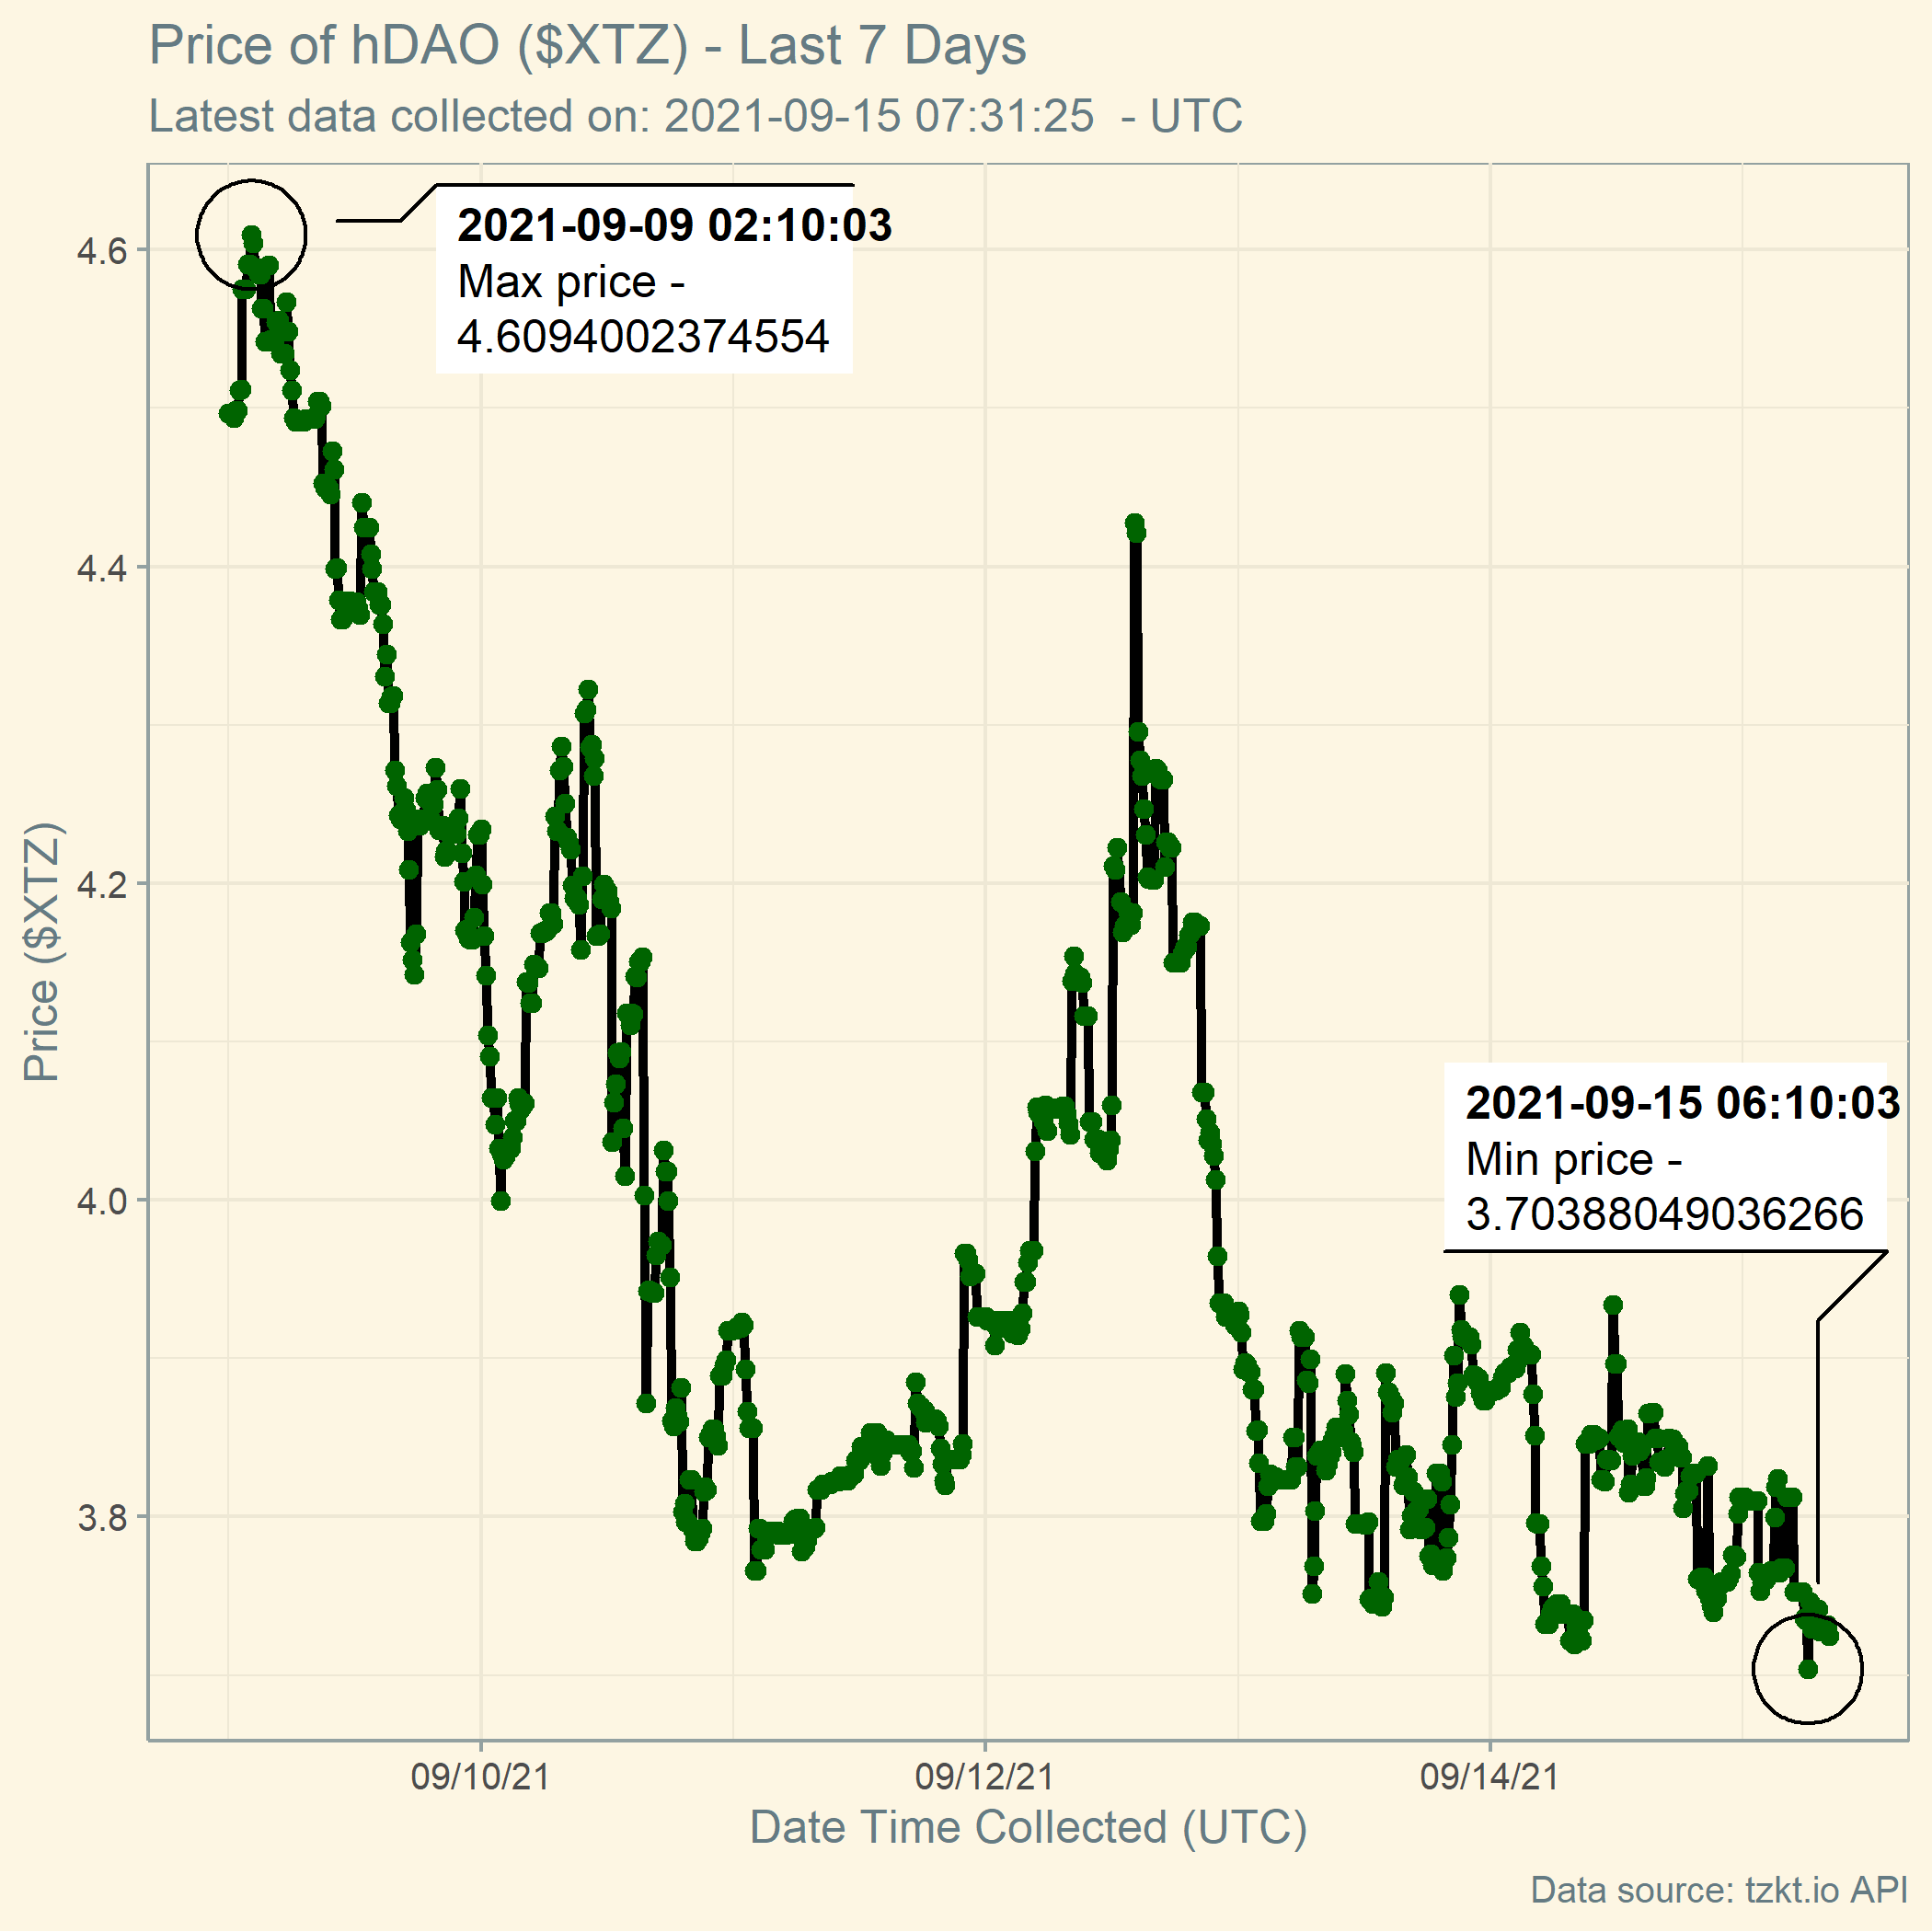 Price of hDAO ($XTZ) - Last 7 Days
Latest data collected on: 2021-09-15 07:31:25  - UTC
2021-09-09 02:10:03
Max price -
4.6094002374554
4.6
4.4
4.2
4.0
3.8
Price ($XTZ)
2021-09-15 06:10:03
Min price -
3.70388049036266
09/10/21
09/12/21
09/14/21
Date Time Collected (UTC)
Data source: tzkt.io API